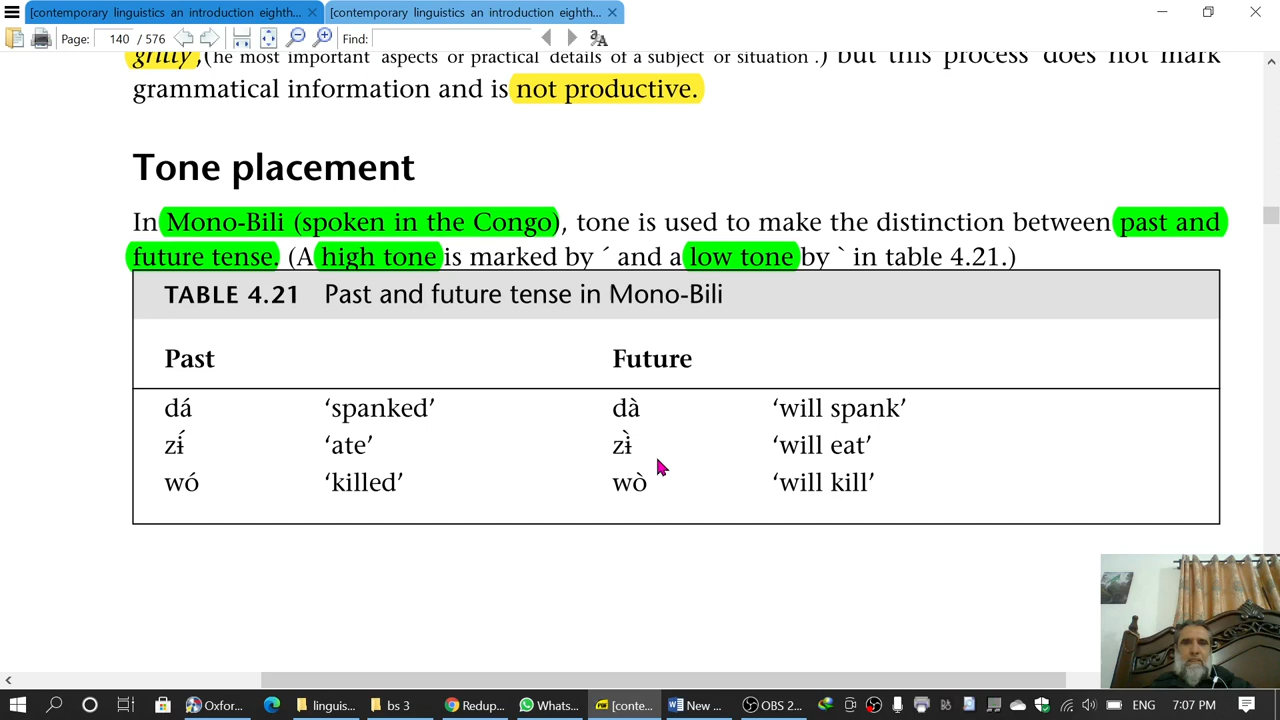 [contemporary linguistics an introduction eighth... [contemporary linguistics an introduction eighth...
Page: 140 / 576 Find:
gritty,(he most important aspects or practical details of a subject or situation .) but this process does not mark
grammatical information and is not productive.
Tone placement
In Mono-Bili (spoken in the Congo), tone is used to make the distinction between past and
future tense. (A high tone is marked by ´ and a low tone by ` in table 4.21.)
TABLE 4.21 Past and future tense in Mono-Bili
Past Future
dá ‘spanked’ dà ‘will spank’
zɨ́ ‘ate’ zɨ̀ ‘will eat’
wó ‘killed’ wò ‘will kill’
Oxfor... linguis... bs 3 Redup... Whats... [conte... New ... OBS 2... ENG 7:07 PM